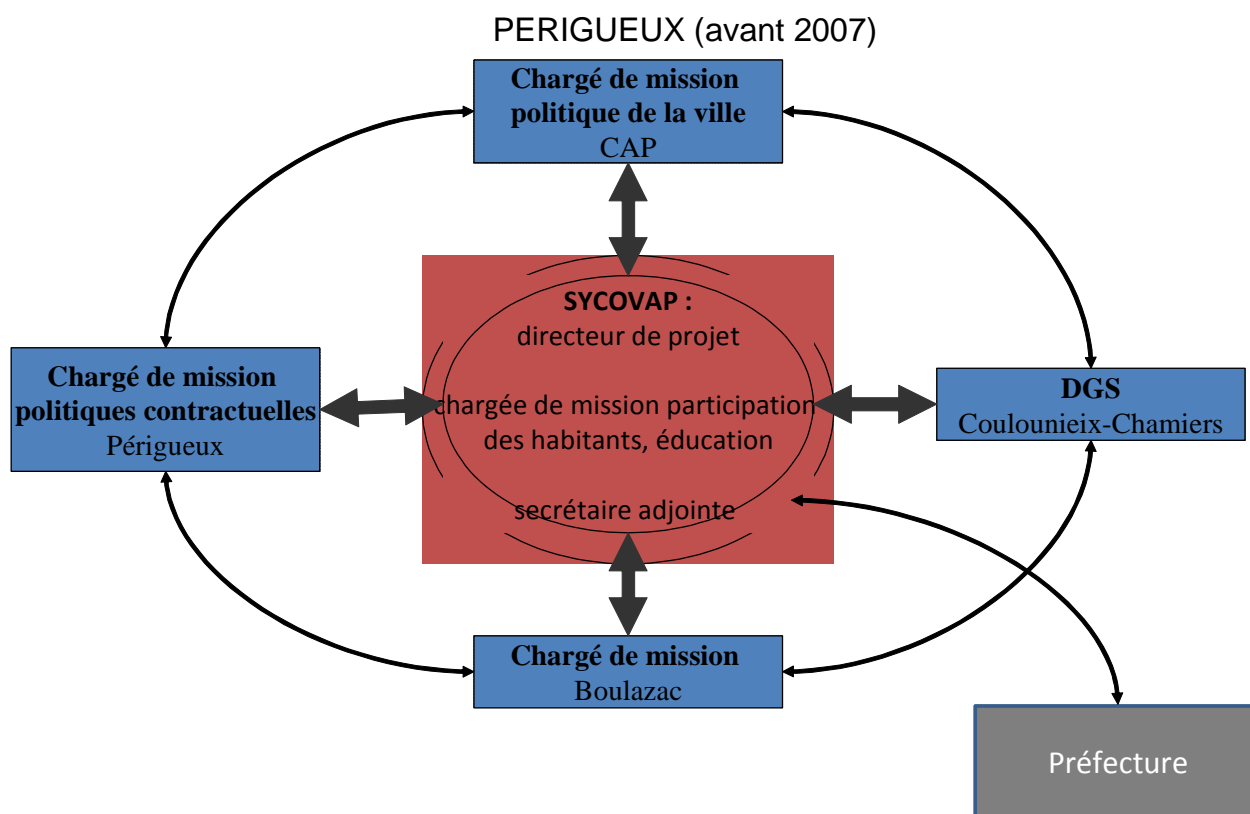 PERIGUEUX (avant 2007)
Chargé de mission
politique de la ville
CAP
SYCOVAP :
directeur de projet
chargée de mission participation
des habitants, éducation
secrétaire adjointe
Chargé de mission
politiques contractuelles
Périgueux
DGS
Coulounieix-Chamiers
Chargé de mission
Boulazac
Préfecture